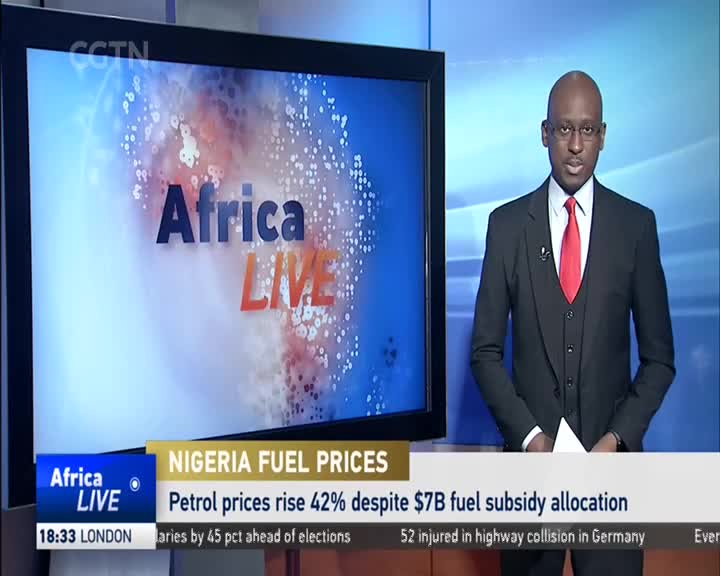 CGTN
Africa
LIVE
NIGERIA FUEL PRICES
Africa
LIVE
Petrol prices rise 42% despite $7B fuel subsidy allocation
18:33 LONDON
laries by 45 pct ahead of elections 52 injured in highway collision in Germany Ever